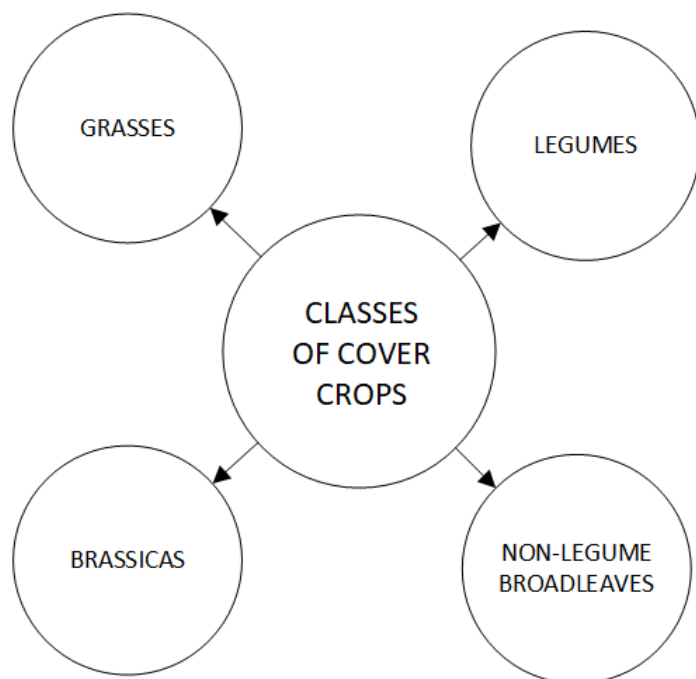 GRASSES
LEGUMES
CLASSES
OF COVER
CROPS
BRASSICAS
NON-LEGUME
BROADLEAVES